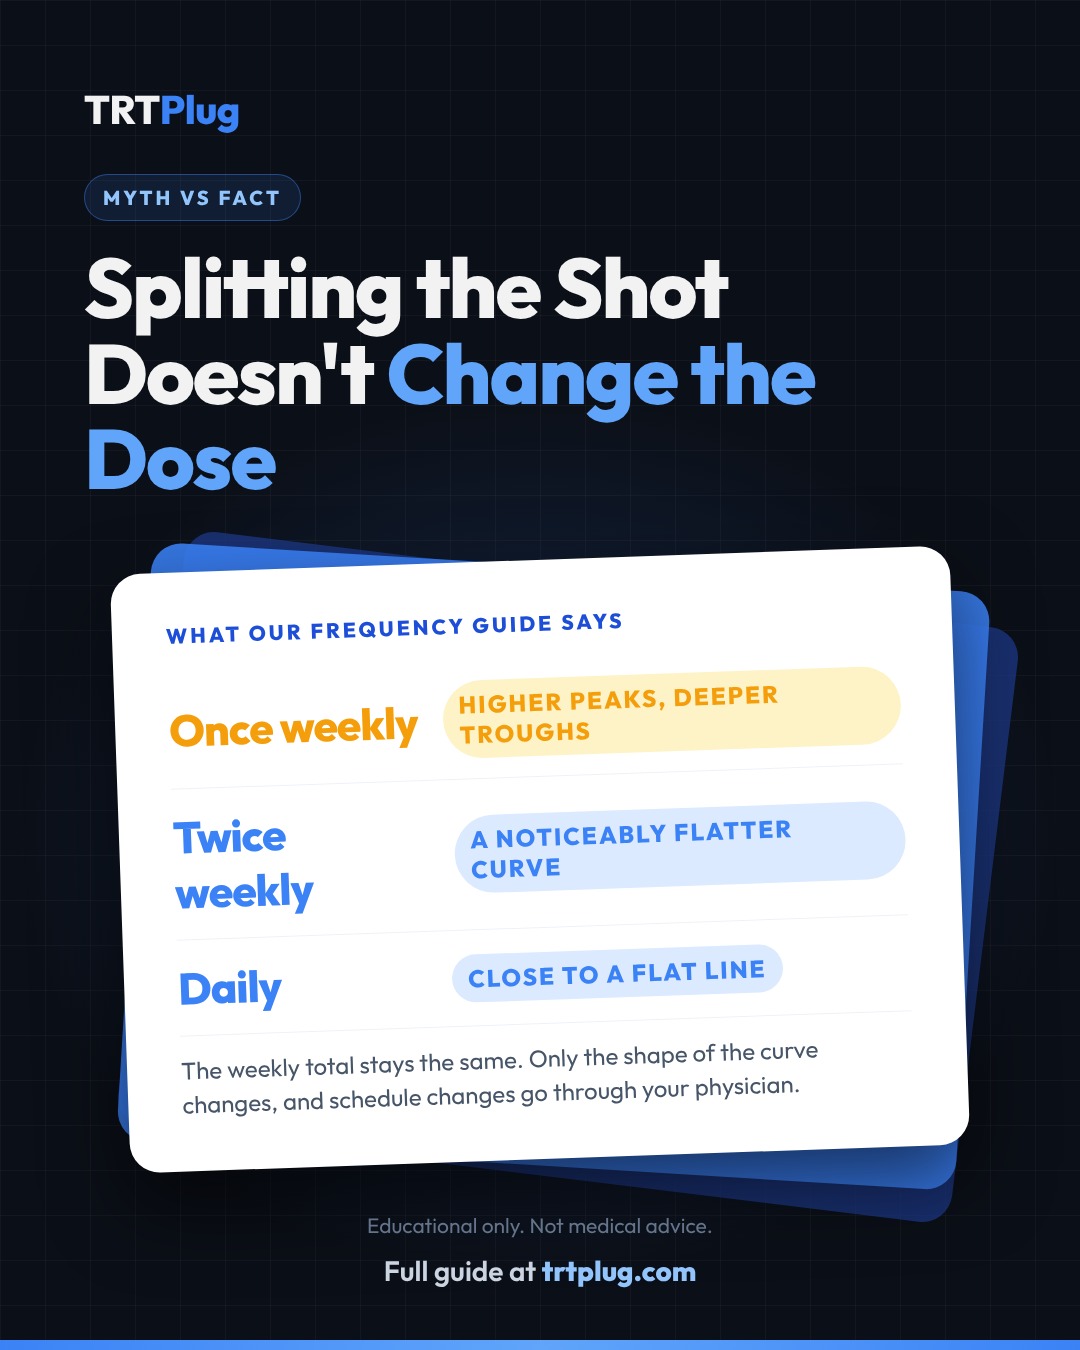 TRTPlug
MYTH VS FACT
Splitting the Shot
Doesn't Change the
Dose
WHAT OUR FREQUENCY GUIDE SAYS
Once weekly
HIGHER PEAKS, DEEPER
TROUGHS
Twice
weekly
A NOTICEABLY FLATTER
CURVE
Daily
CLOSE TO A FLAT LINE
The weekly total stays the same. Only the shape of the curve
changes, and schedule changes go through your physician.
Educational only. Not medical advice.
Full guide at trtplug.com